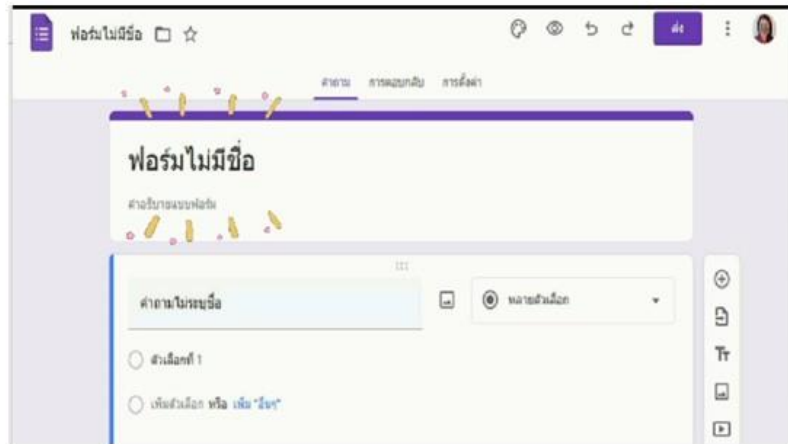 ฟอร์มไม่มีชื่อ
ส่ง
คำถาม การตอบกลับ การตั้งค่า
ฟอร์มไม่มีชื่อ
คำอธิบายแบบฟอร์ม
คำถามไม่ระบุชื่อ
หลายตัวเลือก
ตัวเลือกที่ 1
เพิ่มตัวเลือก หรือ เพิ่ม "อื่นๆ"
Tт